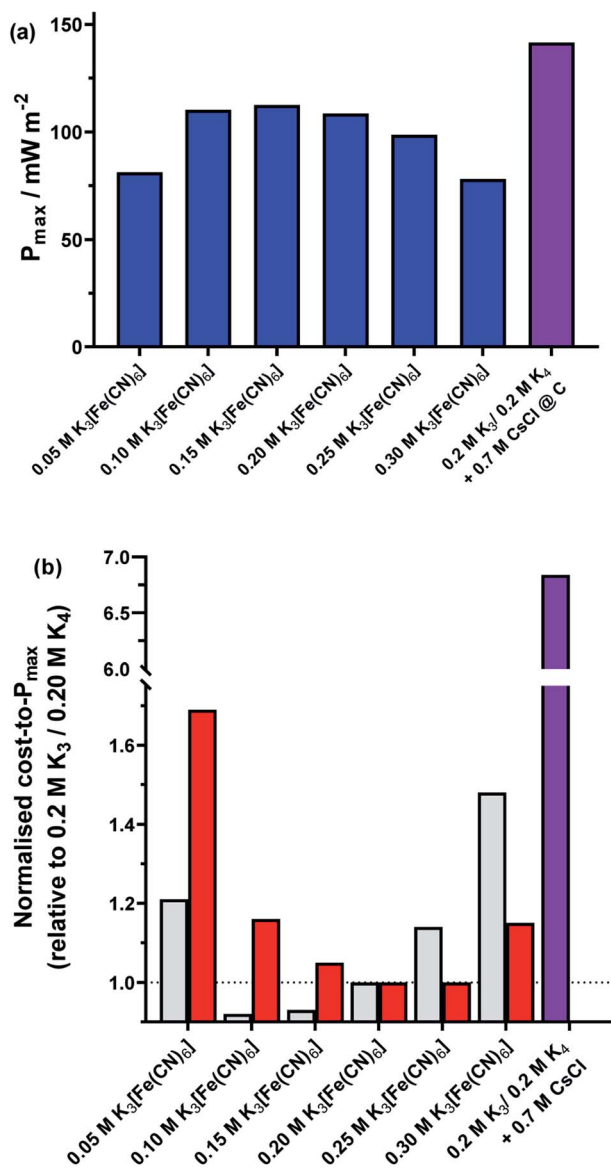 (a)
P_max / mW m⁻²
150
100
50
0
0.05 M K₃[Fe(CN)₆]
0.10 M K₃[Fe(CN)₆]
0.15 M K₃[Fe(CN)₆]
0.20 M K₃[Fe(CN)₆]
0.25 M K₃[Fe(CN)₆]
0.30 M K₃[Fe(CN)₆]
0.2 M K₃/ 0.2 M K₄
+ 0.7 M CsCl @ C
(b)
Normalised cost-to-P_max
(relative to 0.2 M K₃ / 0.20 M K₄)
7.0
6.5
6.0
1.6
1.4
1.2
1.0
0.05 M K₃[Fe(CN)₆]
0.10 M K₃[Fe(CN)₆]
0.15 M K₃[Fe(CN)₆]
0.20 M K₃[Fe(CN)₆]
0.25 M K₃[Fe(CN)₆]
0.30 M K₃[Fe(CN)₆]
0.2 M K₃/ 0.2 M K₄
+ 0.7 M CsCl